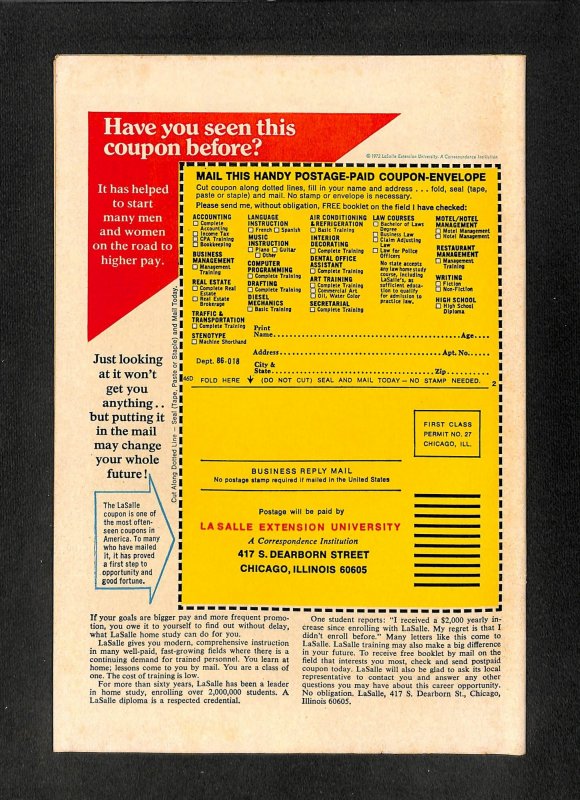 Have you seen this
coupon before?
© 1972 LaSalle Extension University. A Correspondence Institution
It has helped
to start
many men
and women
on the road to
higher pay.
Just looking
at it won't
get you
anything . .
but putting it
in the mail
may change
your whole
future!
The LaSalle
coupon is one of
the most often-
seen coupons in
America. To many
who have mailed
it, it has proved
a first step to
opportunity and
good fortune.
Cut Along Dotted Line – Seal (Tape, Paste or Staple) and Mail Today.
MAIL THIS HANDY POSTAGE-PAID COUPON-ENVELOPE
Cut coupon along dotted lines, fill in your name and address . . . fold, seal (tape,
paste or staple) and mail. No stamp or envelope is necessary.
Please send me, without obligation, FREE booklet on the field I have checked:
ACCOUNTING
Complete
Accounting
Income Tax
CPA Training
Bookkeeping
BUSINESS
MANAGEMENT
Management
Training
REAL ESTATE
Complete Real
Estate
Real Estate
Brokerage
TRAFFIC &
TRANSPORTATION
Complete Training
STENOTYPE
Machine Shorthand
LANGUAGE
INSTRUCTION
French Spanish
MUSIC
INSTRUCTION
Piano Guitar
Other
COMPUTER
PROGRAMMING
Complete Training
DRAFTING
Complete Training
DIESEL
MECHANICS
Basic Training
AIR CONDITIONING
& REFRIGERATION
Basic Training
INTERIOR
DECORATING
Complete Training
DENTAL OFFICE
ASSISTANT
Complete Training
ART TRAINING
Complete Training
Commercial Art
Oil, Water Color
SECRETARIAL
Complete Training
LAW COURSES
Bachelor of Laws
Degree
Business Law
Claim Adjusting
Law
Law for Police
Officers
No state accepts
any law home study
course, including
LaSalle's, as
sufficient educa-
tion to qualify
for admission to
practice law.
MOTEL/HOTEL
MANAGEMENT
Motel Management
Hotel Management
RESTAURANT
MANAGEMENT
Management
Training
WRITING
Fiction
Non-Fiction
HIGH SCHOOL
High School
Diploma
Print
Name Age
Address Apt. No.
Dept. 86-018
City &
State Zip
46D FOLD HERE (DO NOT CUT) SEAL AND MAIL TODAY – NO STAMP NEEDED. 2
FIRST CLASS
PERMIT NO. 27
CHICAGO, ILL.
BUSINESS REPLY MAIL
No postage stamp required if mailed in the United States
Postage will be paid by
LA SALLE EXTENSION UNIVERSITY
A Correspondence Institution
417 S. DEARBORN STREET
CHICAGO, ILLINOIS 60605
If your goals are bigger pay and more frequent promo-
tion, you owe it to yourself to find out without delay,
what LaSalle home study can do for you.
LaSalle gives you modern, comprehensive instruction
in many well-paid, fast-growing fields where there is a
continuing demand for trained personnel. You learn at
home; lessons come to you by mail. You are a class of
one. The cost of training is low.
For more than sixty years, LaSalle has been a leader
in home study, enrolling over 2,000,000 students. A
LaSalle diploma is a respected credential.
One student reports: "I received a $2,000 yearly in-
crease since enrolling with LaSalle. My regret is that I
didn't enroll before." Many letters like this come to
LaSalle. LaSalle training may also make a big difference
in your future. To receive free booklet by mail on the
field that interests you most, check and send postpaid
coupon today. LaSalle will also be glad to ask its local
representative to contact you and answer any other
questions you may have about this career opportunity.
No obligation. LaSalle, 417 S. Dearborn St., Chicago,
Illinois 60605.